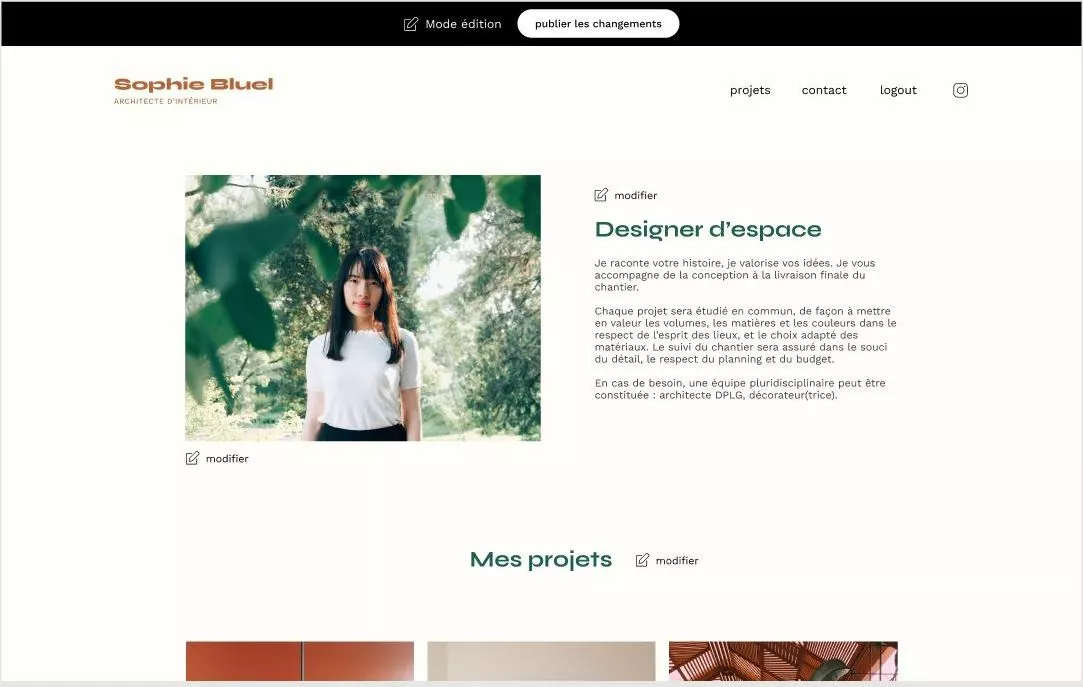 Mode édition
publier les changements
Sophie Bluel
ARCHITECTE D'INTÉRIEUR
projets
contact
logout
modifier
Designer d'espace
Je raconte votre histoire, je valorise vos idées. Je vous
accompagne de la conception à la livraison finale du
chantier.
Chaque projet sera étudié en commun, de façon à mettre
en valeur les volumes, les matières et les couleurs dans le
respect de l'esprit des lieux, et le choix adapté des
matériaux. Le suivi du chantier sera assuré dans le souci
du détail, le respect du planning et du budget.
En cas de besoin, une équipe pluridisciplinaire peut être
constituée : architecte DPLG, décorateur(trice).
modifier
Mes projets
modifier